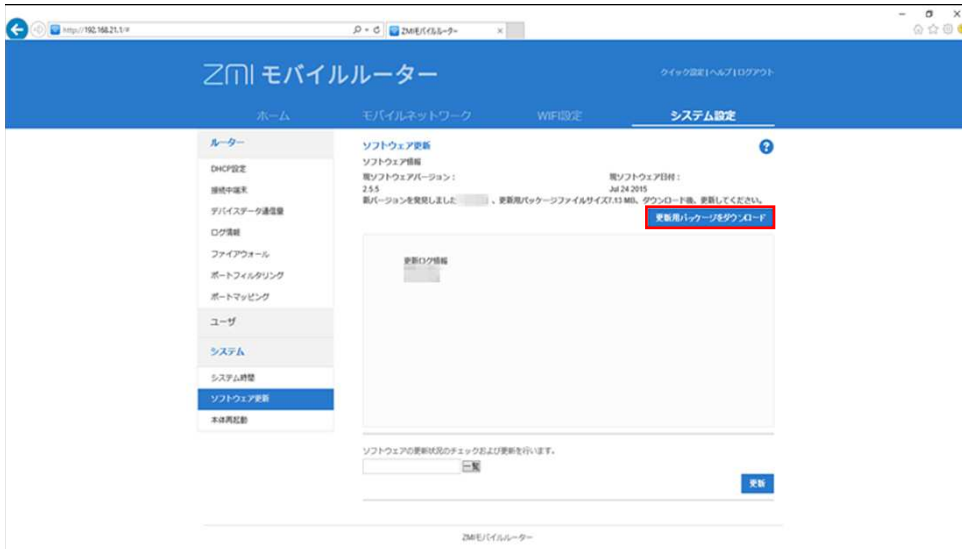 http://192.168.21.1/#
ZMIモバイルルーター
ZMI モバイルルーター
クイック設定|ヘルプ|ログアウト
ホーム
モバイルネットワーク
WIFI設定
システム設定
ルーター
DHCP設定
接続中端末
デバイスデータ通信量
ログ情報
ファイアウォール
ポートフィルタリング
ポートマッピング
ユーザ
システム
システム時間
ソフトウェア更新
本体再起動
ソフトウェア更新
ソフトウェア情報
現ソフトウェアバージョン： 現ソフトウェア日付：
2.5.5 Jul 24 2015
新バージョンを発見しました 、更新用パッケージファイルサイズ7.13 MB、ダウンロード後、更新してください。
更新用パッケージをダウンロード
更新ログ情報
ソフトウェアの更新状況のチェックおよび更新を行います。
一覧
更新
ZMIモバイルルーター